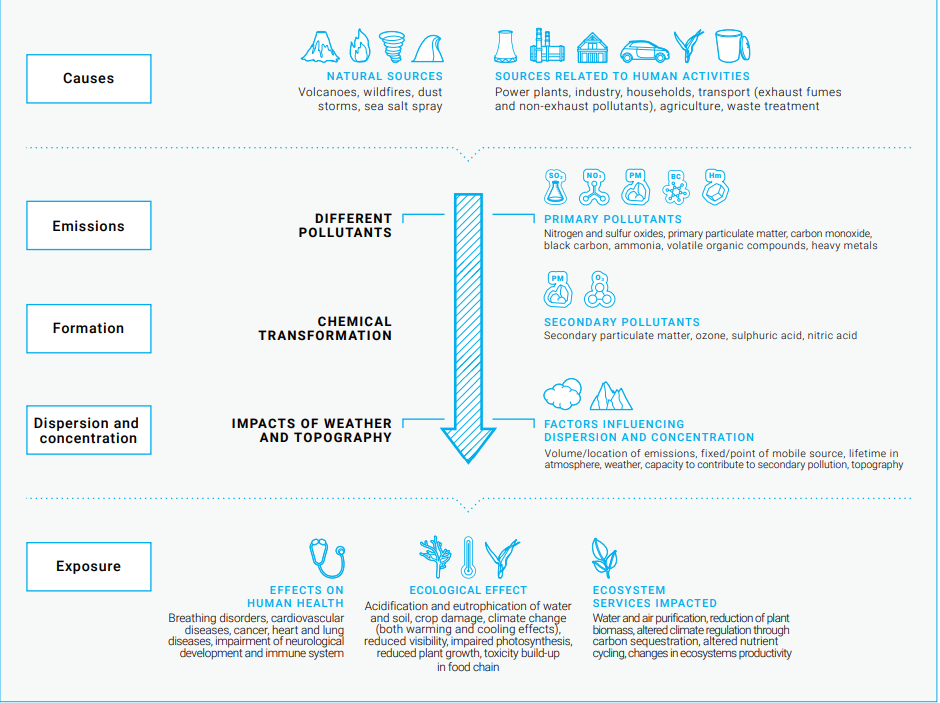 Causes
NATURAL SOURCES
Volcanoes, wildfires, dust
storms, sea salt spray
SOURCES RELATED TO HUMAN ACTIVITIES
Power plants, industry, households, transport (exhaust fumes
and non-exhaust pollutants), agriculture, waste treatment
Emissions
DIFFERENT
POLLUTANTS
SO₂ NO₂ PM BC Hm
PRIMARY POLLUTANTS
Nitrogen and sulfur oxides, primary particulate matter, carbon monoxide,
black carbon, ammonia, volatile organic compounds, heavy metals
Formation
CHEMICAL
TRANSFORMATION
PM O₃
SECONDARY POLLUTANTS
Secondary particulate matter, ozone, sulphuric acid, nitric acid
Dispersion and
concentration
IMPACTS OF WEATHER
AND TOPOGRAPHY
FACTORS INFLUENCING
DISPERSION AND CONCENTRATION
Volume/location of emissions, fixed/point of mobile source, lifetime in
atmosphere, weather, capacity to contribute to secondary pollution, topography
Exposure
EFFECTS ON
HUMAN HEALTH
Breathing disorders, cardiovascular
diseases, cancer, heart and lung
diseases, impairment of neurological
development and immune system
ECOLOGICAL EFFECT
Acidification and eutrophication of water
and soil, crop damage, climate change
(both warming and cooling effects),
reduced visibility, impaired photosynthesis,
reduced plant growth, toxicity build-up
in food chain
ECOSYSTEM
SERVICES IMPACTED
Water and air purification, reduction of plant
biomass, altered climate regulation through
carbon sequestration, altered nutrient
cycling, changes in ecosystems productivity